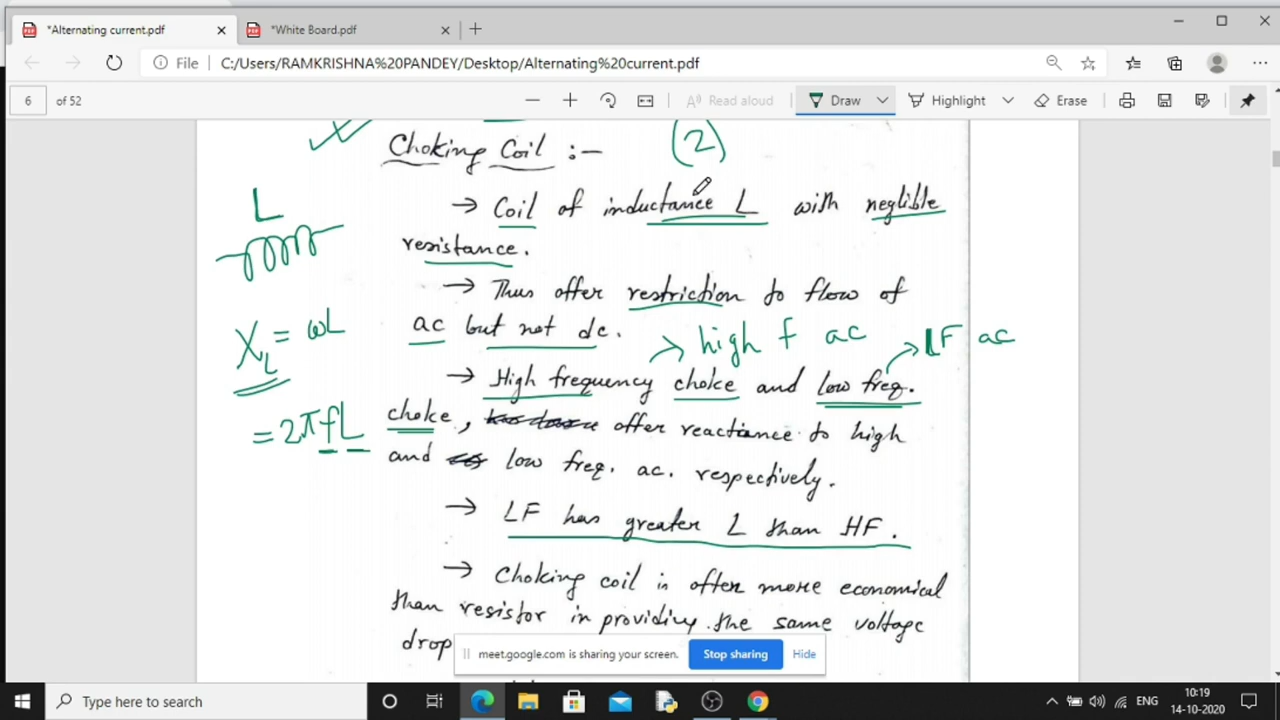 *Alternating current.pdf
*White Board.pdf
File
C:/Users/RAMKRISHNA%20PANDEY/Desktop/Alternating%20current.pdf
6 of 52
Read aloud
Draw
Highlight
Erase
Choking Coil :-
(2)
→ Coil of inductance L with neglible
resistance.
L
→ Thus offer restriction to flow of
ac but not dc.
→ high f ac
→ LF ac
X_L = ωL
→ High frequency choke and low freq.
choke, offer reactance to high
= 2πfL
and low freq. ac. respectively.
→ LF has greater L than HF.
→ Choking coil is often more economical
than resistor in providing the same voltage
drop
meet.google.com is sharing your screen.
Stop sharing
Hide
Type here to search
ENG
10:19
14-10-2020